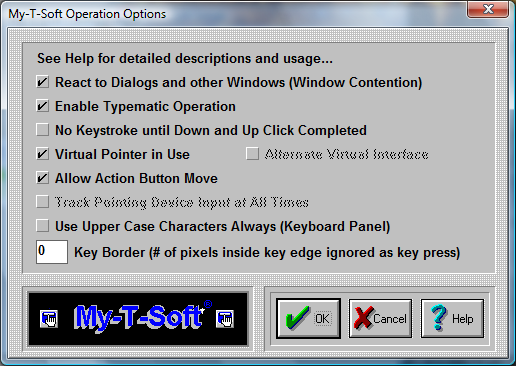 My-T-Soft Operation Options
See Help for detailed descriptions and usage...
React to Dialogs and other Windows (Window Contention)
Enable Typematic Operation
No Keystroke until Down and Up Click Completed
Virtual Pointer in Use Alternate Virtual Interface
Allow Action Button Move
Track Pointing Device Input at All Times
Use Upper Case Characters Always (Keyboard Panel)
0 Key Border (# of pixels inside key edge ignored as key press)
My-T-Soft OK Cancel Help